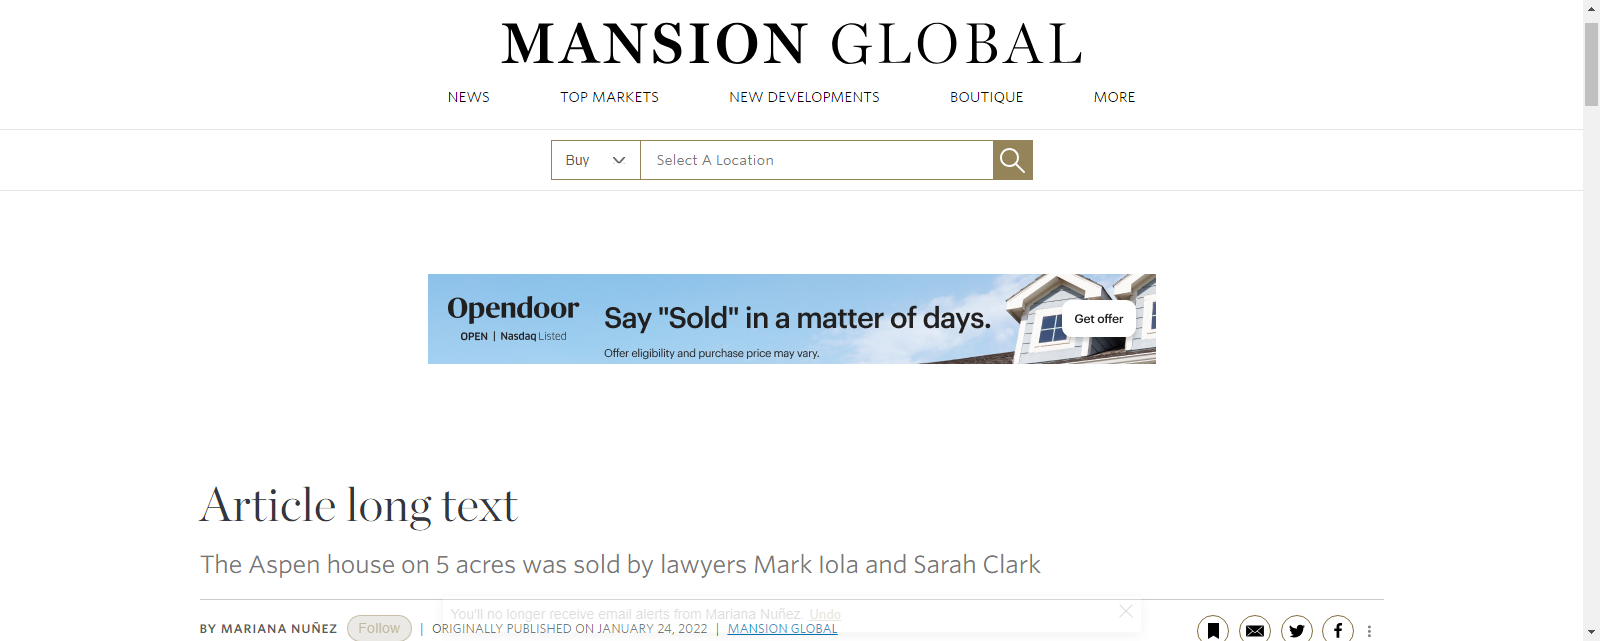 MANSION GLOBAL
NEWS TOP MARKETS NEW DEVELOPMENTS BOUTIQUE MORE
Buy Select A Location
Opendoor
OPEN | Nasdaq Listed
Say "Sold" in a matter of days.
Offer eligibility and purchase price may vary.
Get offer
Article long text
The Aspen house on 5 acres was sold by lawyers Mark Iola and Sarah Clark
You'll no longer receive email alerts from Mariana Nuñez. Undo
BY MARIANA NUÑEZ Follow | ORIGINALLY PUBLISHED ON JANUARY 24, 2022 | MANSION GLOBAL